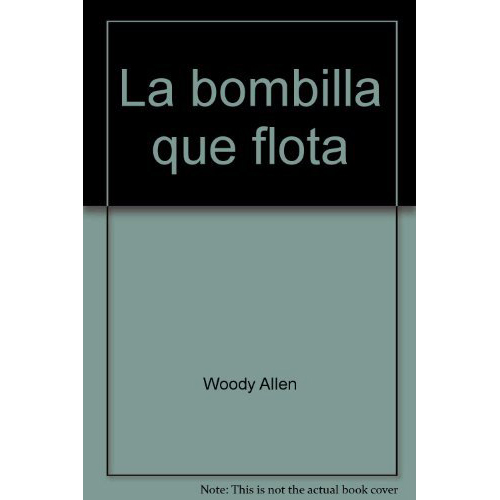 La bombilla
que flota
Woody Allen
Note: This is not the actual book cover